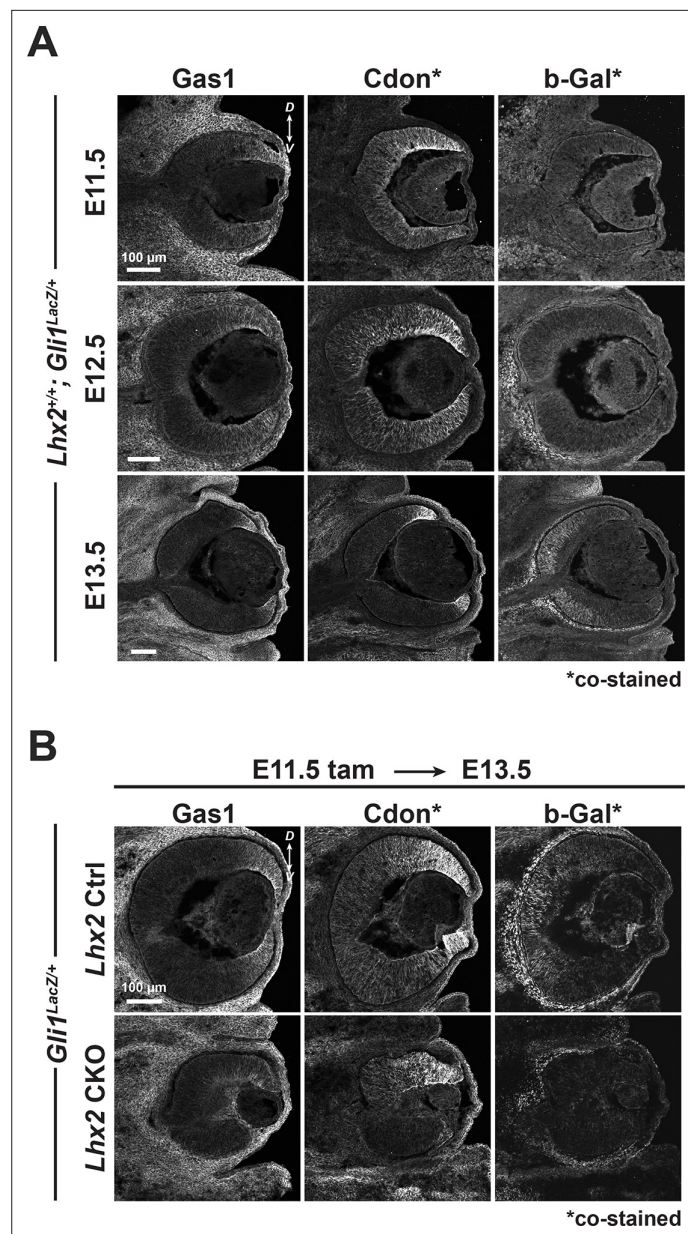 A
Gas1 Cdon* b-Gal*
Lhx2+/+; Gli1LacZ/+
E11.5
D
V
100 µm
E12.5
E13.5
*co-stained
B
E11.5 tam → E13.5
Gas1 Cdon* b-Gal*
Gli1LacZ/+
Lhx2 Ctrl
D
V
100 µm
Lhx2 CKO
*co-stained